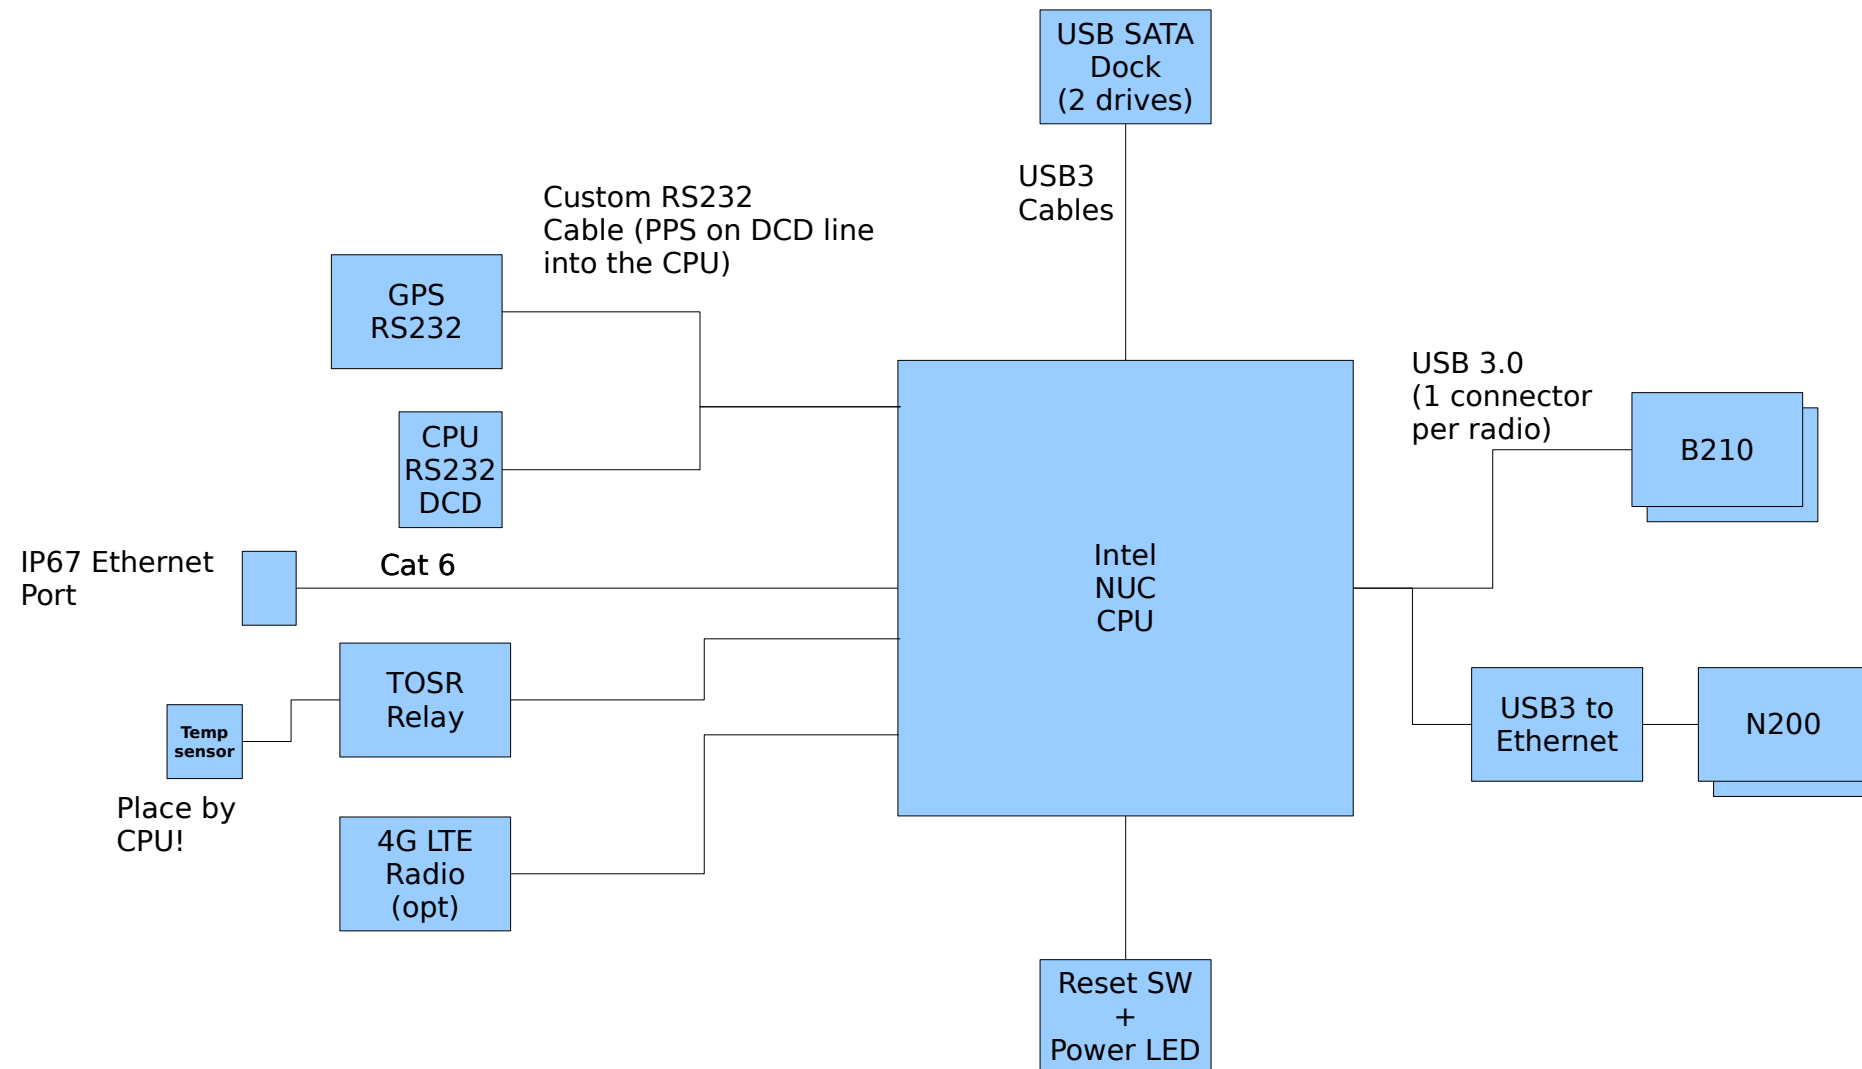 USB SATA
Dock
(2 drives)
USB3
Cables
Custom RS232
Cable (PPS on DCD line
into the CPU)
GPS
RS232
CPU
RS232
DCD
USB 3.0
(1 connector
per radio)
B210
IP67 Ethernet
Port
Cat 6
Intel
NUC
CPU
TOSR
Relay
Temp
sensor
Place by
CPU!
USB3 to
Ethernet
N200
4G LTE
Radio
(opt)
Reset SW
+
Power LED